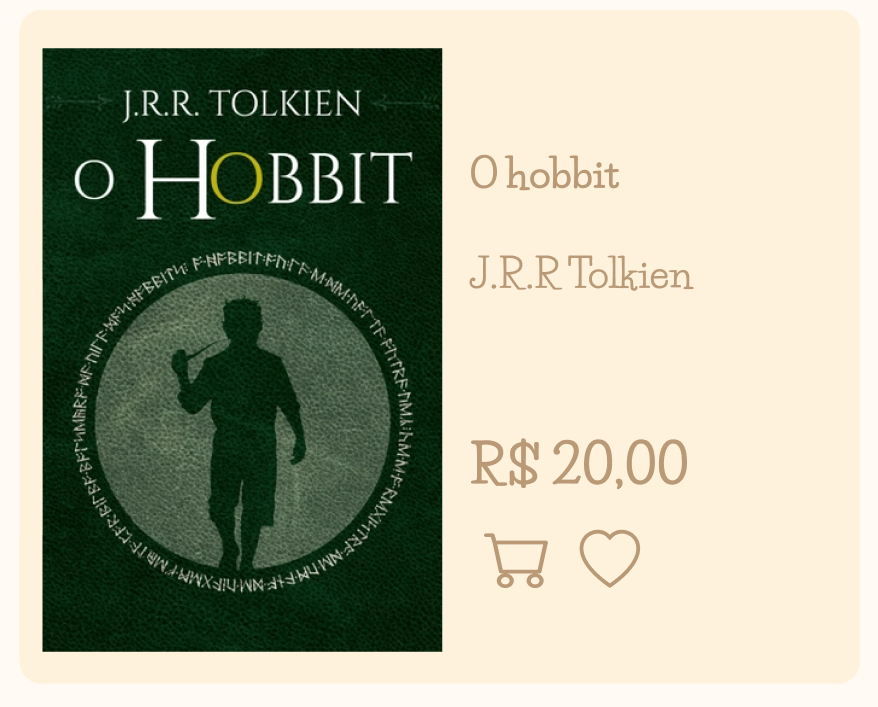 J.R.R. TOLKIEN
O HOBBIT
O hobbit
J.R.R Tolkien
R$ 20,00